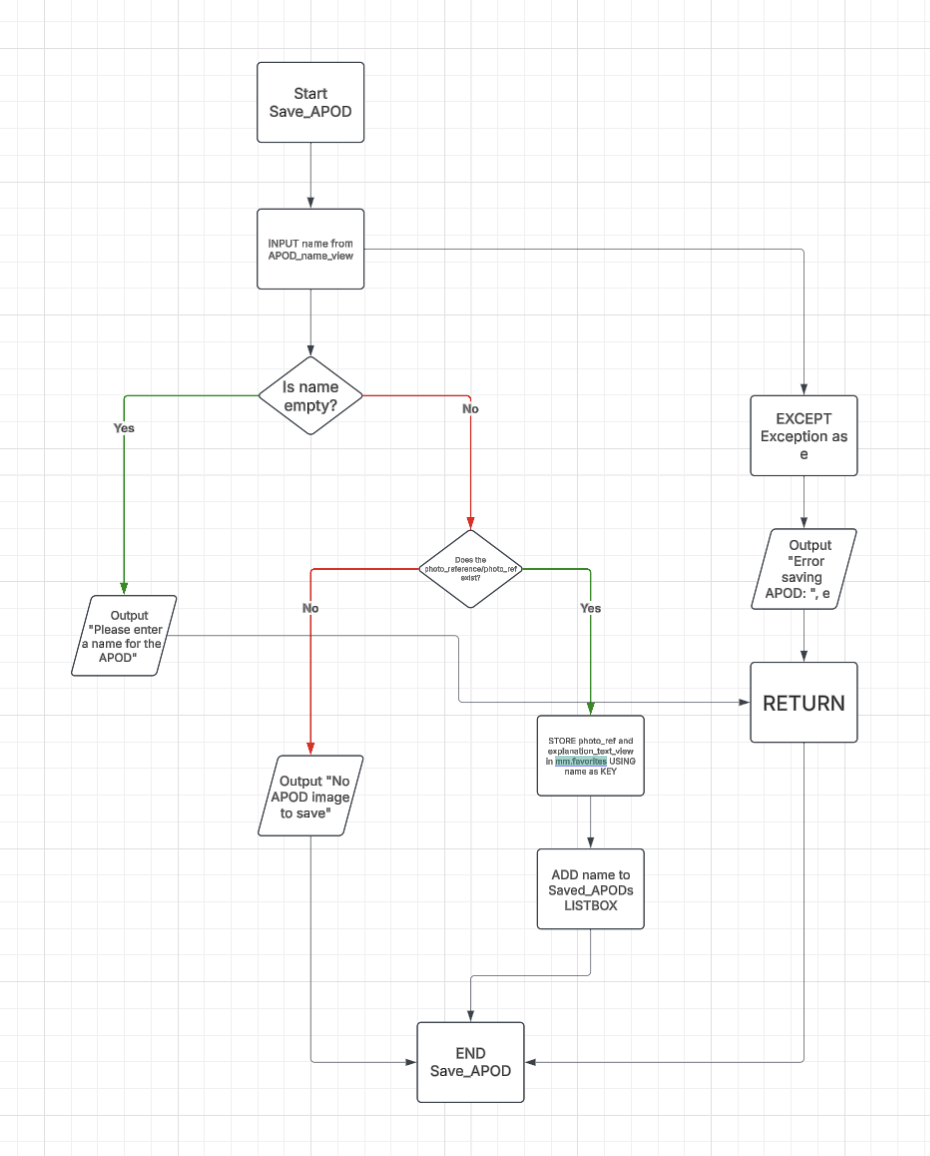 Start
Save_APOD
INPUT name from
APOD_name_view
Is name
empty?
Yes
No
EXCEPT
Exception as
e
Output
"Error
saving
APOD: ", e
Does the
photo_reference/photo_ref
exist?
No
Yes
Output
"Please enter
a name for the
APOD"
RETURN
STORE photo_ref and
explanation_text_view
in mm.favorites USING
name as KEY
Output "No
APOD image
to save"
ADD name to
Saved_APODs
LISTBOX
END
Save_APOD